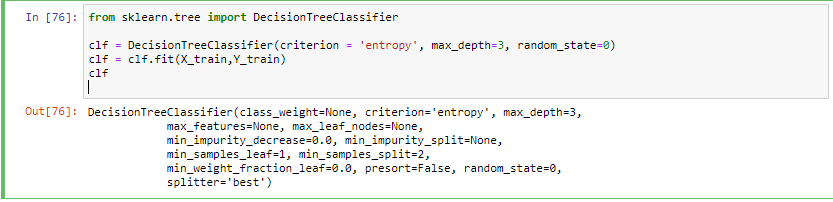 In [76]: from sklearn.tree import DecisionTreeClassifier
clf = DecisionTreeClassifier(criterion = 'entropy', max_depth=3, random_state=0)
clf = clf.fit(X_train,Y_train)
clf
Out[76]: DecisionTreeClassifier(class_weight=None, criterion='entropy', max_depth=3,
max_features=None, max_leaf_nodes=None,
min_impurity_decrease=0.0, min_impurity_split=None,
min_samples_leaf=1, min_samples_split=2,
min_weight_fraction_leaf=0.0, presort=False, random_state=0,
splitter='best')